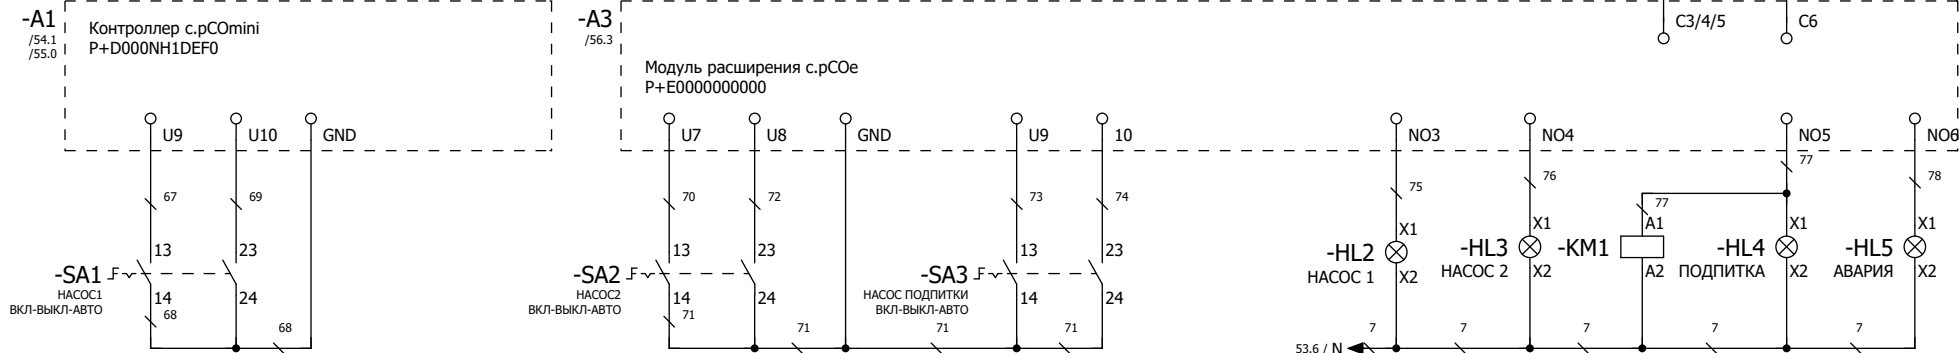 -A1
/54.1
/55.0
Контроллер c.pCOmini
P+D000NH1DEF0
-A3
/56.3
Модуль расширения c.pCOe
P+E0000000000
C3/4/5
C6
U9
U10
GND
U7
U8
GND
U9
10
NO3
NO4
NO5
NO6
67
69
70
72
73
74
75
76
77
77
78
13
23
13
23
13
23
X1
X1
A1
X1
X1
-SA1
НАСОС1
ВКЛ-ВЫКЛ-АВТО
-SA2
НАСОС2
ВКЛ-ВЫКЛ-АВТО
-SA3
НАСОС ПОДПИТКИ
ВКЛ-ВЫКЛ-АВТО
-HL2
НАСОС 1
-HL3
НАСОС 2
-KM1
-HL4
ПОДПИТКА
-HL5
АВАРИЯ
X2
X2
A2
X2
X2
14
24
14
24
14
24
68
68
71
71
71
71
53.6 / N
7
7
7
7
7